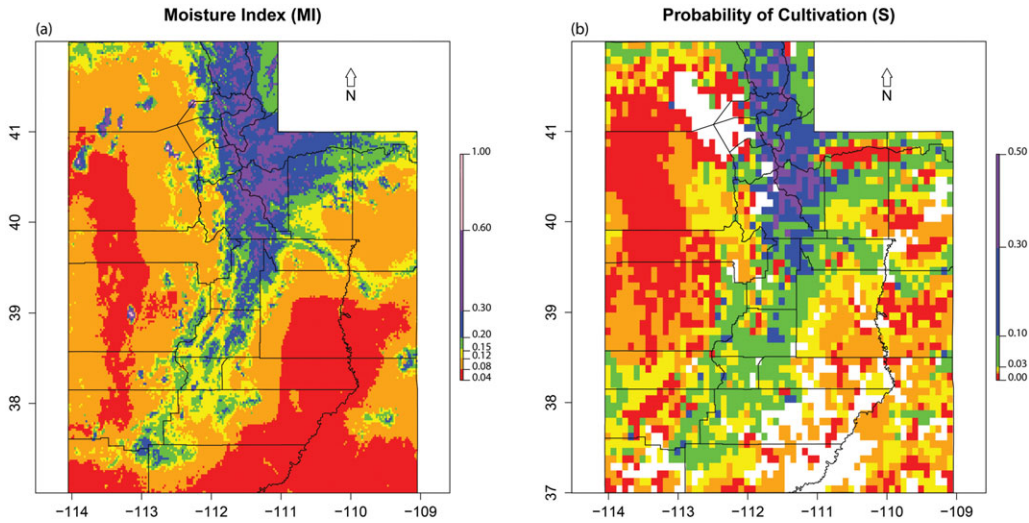 Moisture Index (MI)
(a)
N
41
40
39
38
−114 −113 −112 −111 −110 −109
1.00
0.60
0.30
0.20
0.15
0.12
0.08
0.04
Probability of Cultivation (S)
(b)
N
41
40
39
38
37
−114 −113 −112 −111 −110 −109
0.50
0.30
0.10
0.03
0.000